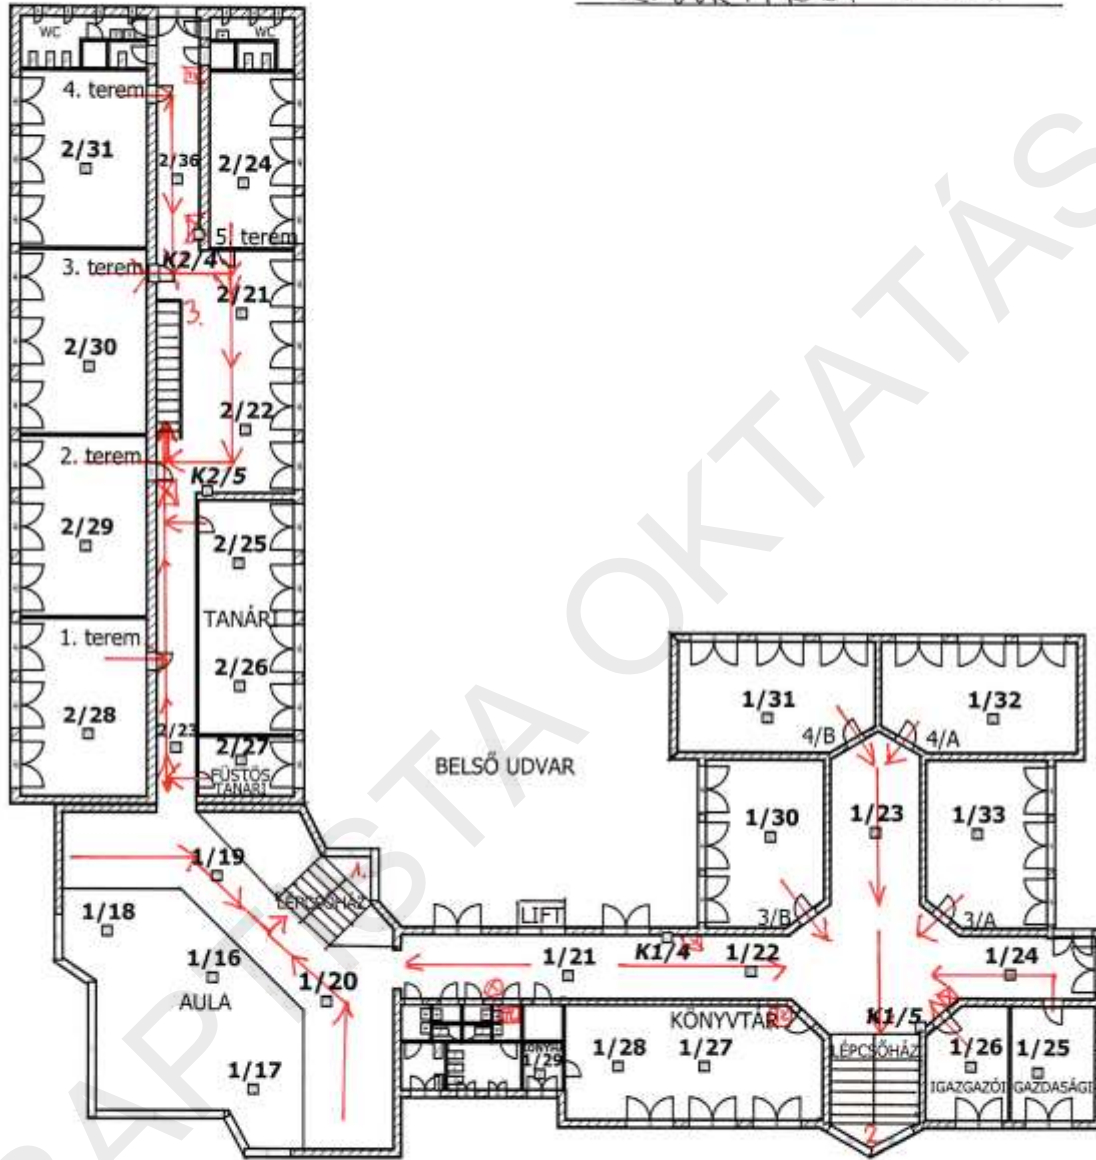 WC
WC
4. terem
2/31
2/36
2/24
5. terem
K2/4
3. terem
2/21
3.
2/30
2/22
2. terem
K2/5
2/29
2/25
TANÁRI
1. terem
2/26
2/28
2/23
2/27
FÜSTÖS
TANÁRI
BELSŐ UDVAR
1/31
1/32
4/B
4/A
1/30
1/23
1/33
1/19
1.
LÉPCSŐHÁZ
1/18
LIFT
3/B
3/A
K1/4
1/16
1/21
1/22
1/24
1/20
AULA
KÖNYVTÁR
K1/5
1/17
1/29
1/28
1/27
LÉPCSŐHÁZ
1/26
1/25
IGAZGAZÓI
GAZDASÁGI
2.
BAPTISTA OKTATÁS